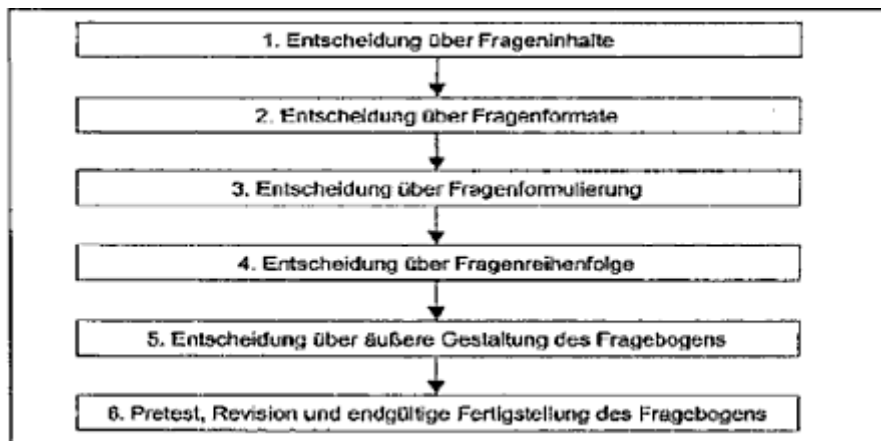 1. Entscheidung über Frageninhalte
2. Entscheidung über Fragenformate
3. Entscheidung über Fragenformulierung
4. Entscheidung über Fragenreihenfolge
5. Entscheidung über äußere Gestaltung des Fragebogens
6. Pretest, Revision und endgültige Fertigstellung des Fragebogens